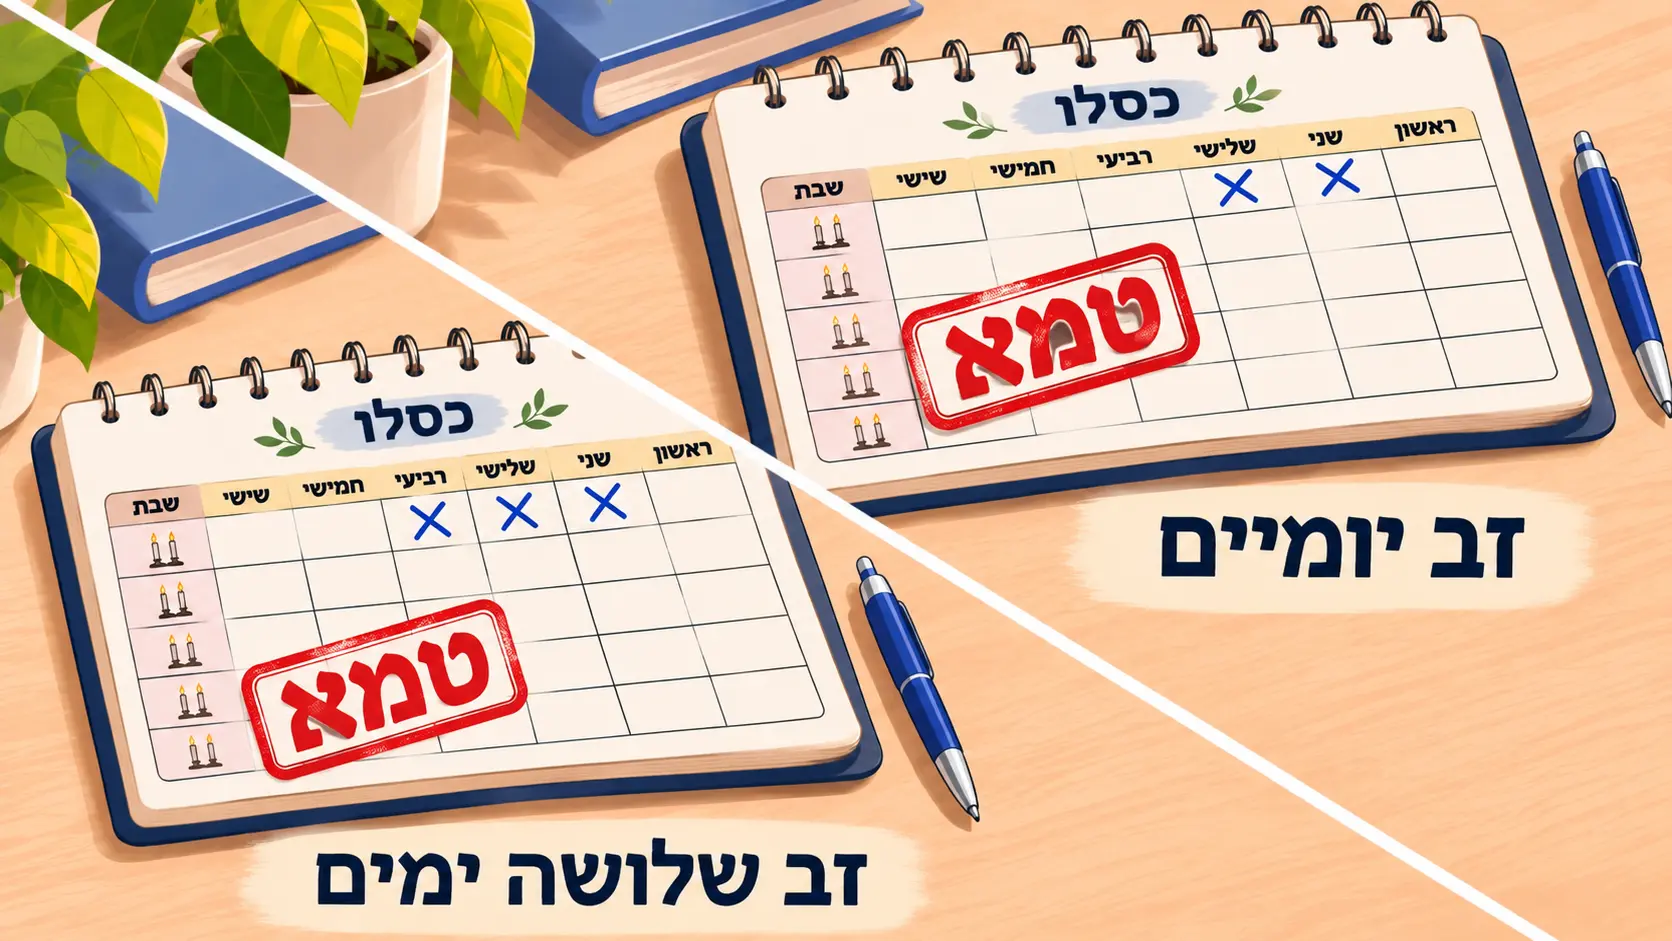 כסלו
ראשון שני שלישי רביעי חמישי שישי שבת
טמא
זב יומיים
כסלו
ראשון שני שלישי רביעי חמישי שישי שבת
טמא
זב שלושה ימים